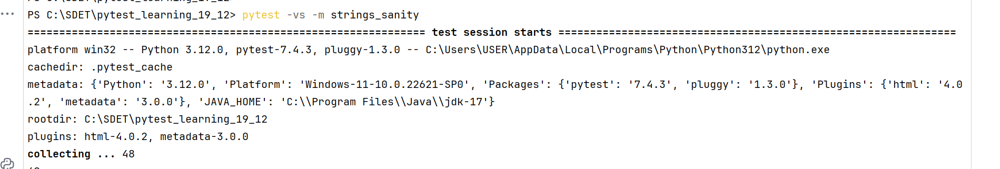 PS C:\SDET\pytest_learning_19_12> pytest -vs -m strings_sanity
=============================================================== test session starts ===============================================================
platform win32 -- Python 3.12.0, pytest-7.4.3, pluggy-1.3.0 -- C:\Users\USER\AppData\Local\Programs\Python\Python312\python.exe
cachedir: .pytest_cache
metadata: {'Python': '3.12.0', 'Platform': 'Windows-11-10.0.22621-SP0', 'Packages': {'pytest': '7.4.3', 'pluggy': '1.3.0'}, 'Plugins': {'html': '4.0
.2', 'metadata': '3.0.0'}, 'JAVA_HOME': 'C:\\Program Files\\Java\\jdk-17'}
rootdir: C:\SDET\pytest_learning_19_12
plugins: html-4.0.2, metadata-3.0.0
collecting ... 48